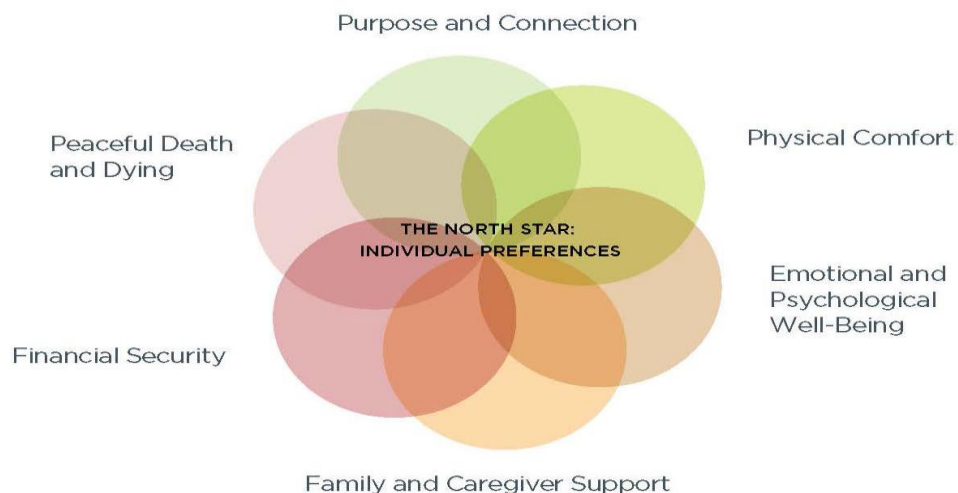 Purpose and Connection
Physical Comfort
Peaceful Death
and Dying
THE NORTH STAR:
INDIVIDUAL PREFERENCES
Emotional and
Psychological
Well-Being
Financial Security
Family and Caregiver Support